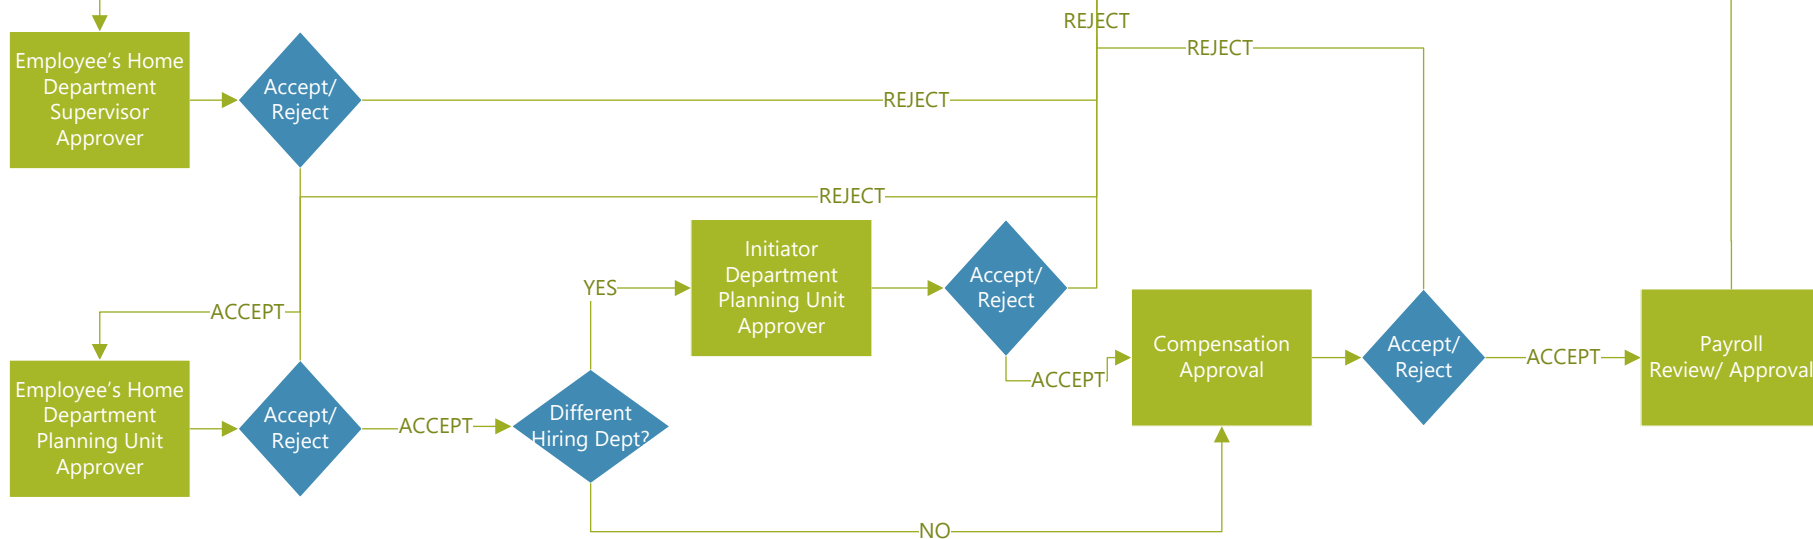 REJECT
REJECT
Employee's Home
Department
Supervisor
Approver
Accept/
Reject
REJECT
REJECT
Initiator
Department
Planning Unit
Approver
Accept/
Reject
YES
ACCEPT
Compensation
Approval
Accept/
Reject
ACCEPT
Payroll
Review/ Approval
ACCEPT
Employee's Home
Department
Planning Unit
Approver
Accept/
Reject
ACCEPT
Different
Hiring Dept?
NO